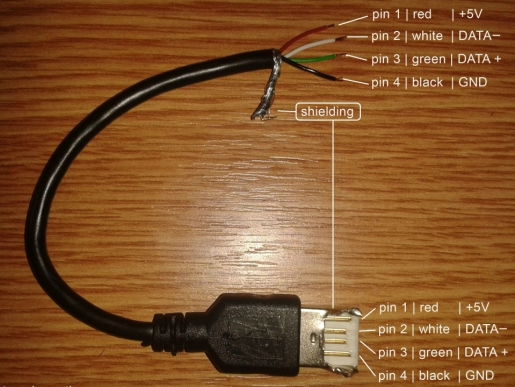 pin 1 | red | +5V
pin 2 | white | DATA–
pin 3 | green | DATA +
pin 4 | black | GND
shielding
pin 1 | red | +5V
pin 2 | white | DATA–
pin 3 | green | DATA +
pin 4 | black | GND